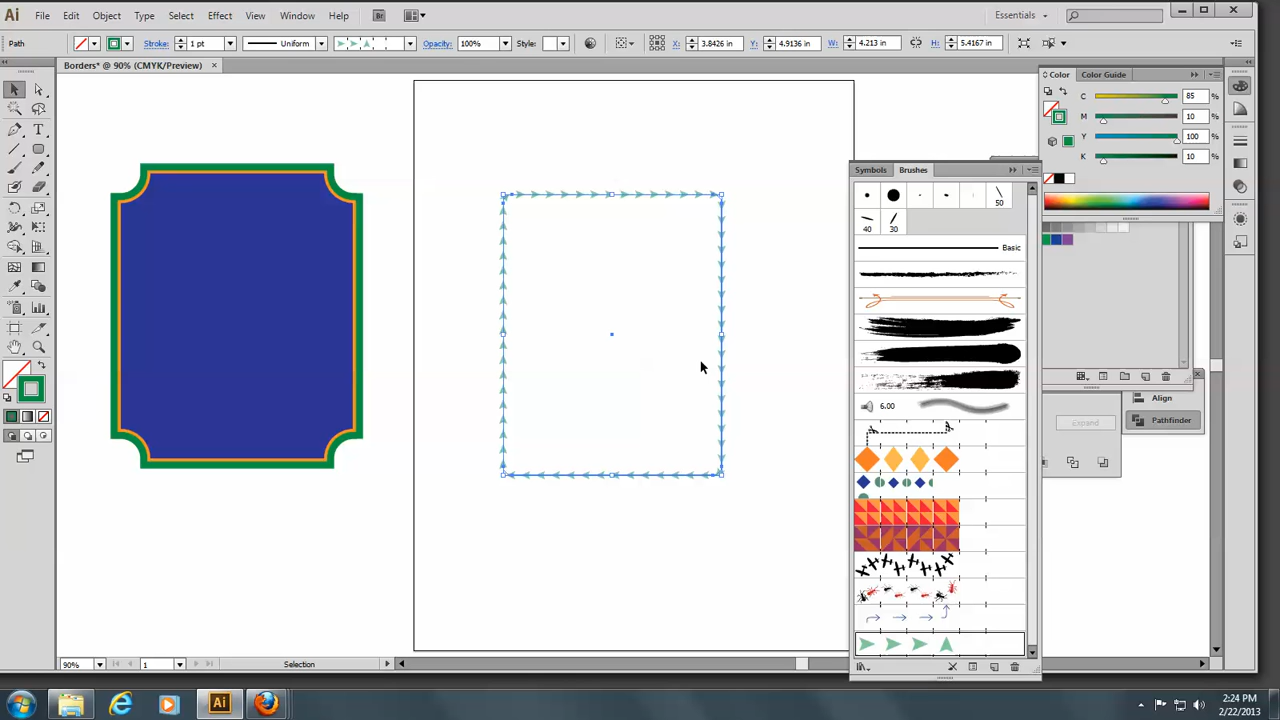 Ai File Edit Object Type Select Effect View Window Help Br Essentials
Path Stroke: 1 pt Uniform Opacity: 100% Style: X: 3.8426 in Y: 4.9136 in W: 4.213 in H: 5.4167 in
Borders* @ 90% (CMYK/Preview) ×
Color Color Guide
C 85 %
M 10 %
Y 100 %
K 10 %
Symbols Brushes
50
40 30
Basic
6.00
Align
Expand Pathfinder
90% 1 Selection
Ai 2:24 PM
2/22/2013